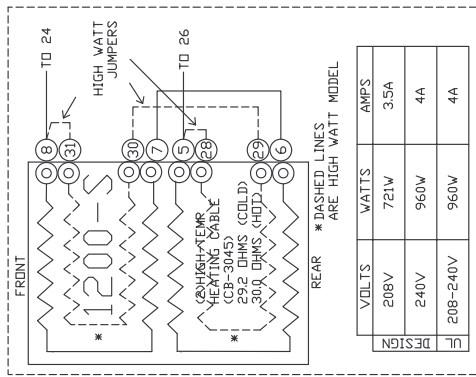 FRONT
TO 24
HIGH WATT
JUMPERS
TO 26
8
31
30
7
5
28
29
6
1200-S
*
(2)HIGH-TEMP
HEATING CABLE
(CB-3045)
29.2 OHMS (COLD)
30.0 OHMS (HOT)
*
REAR
*DASHED LINES
ARE HIGH WATT MODEL
VOLTS WATTS AMPS
DESIGN 208V 721W 3.5A
240V 960W 4A
UL 208-240V 960W 4A